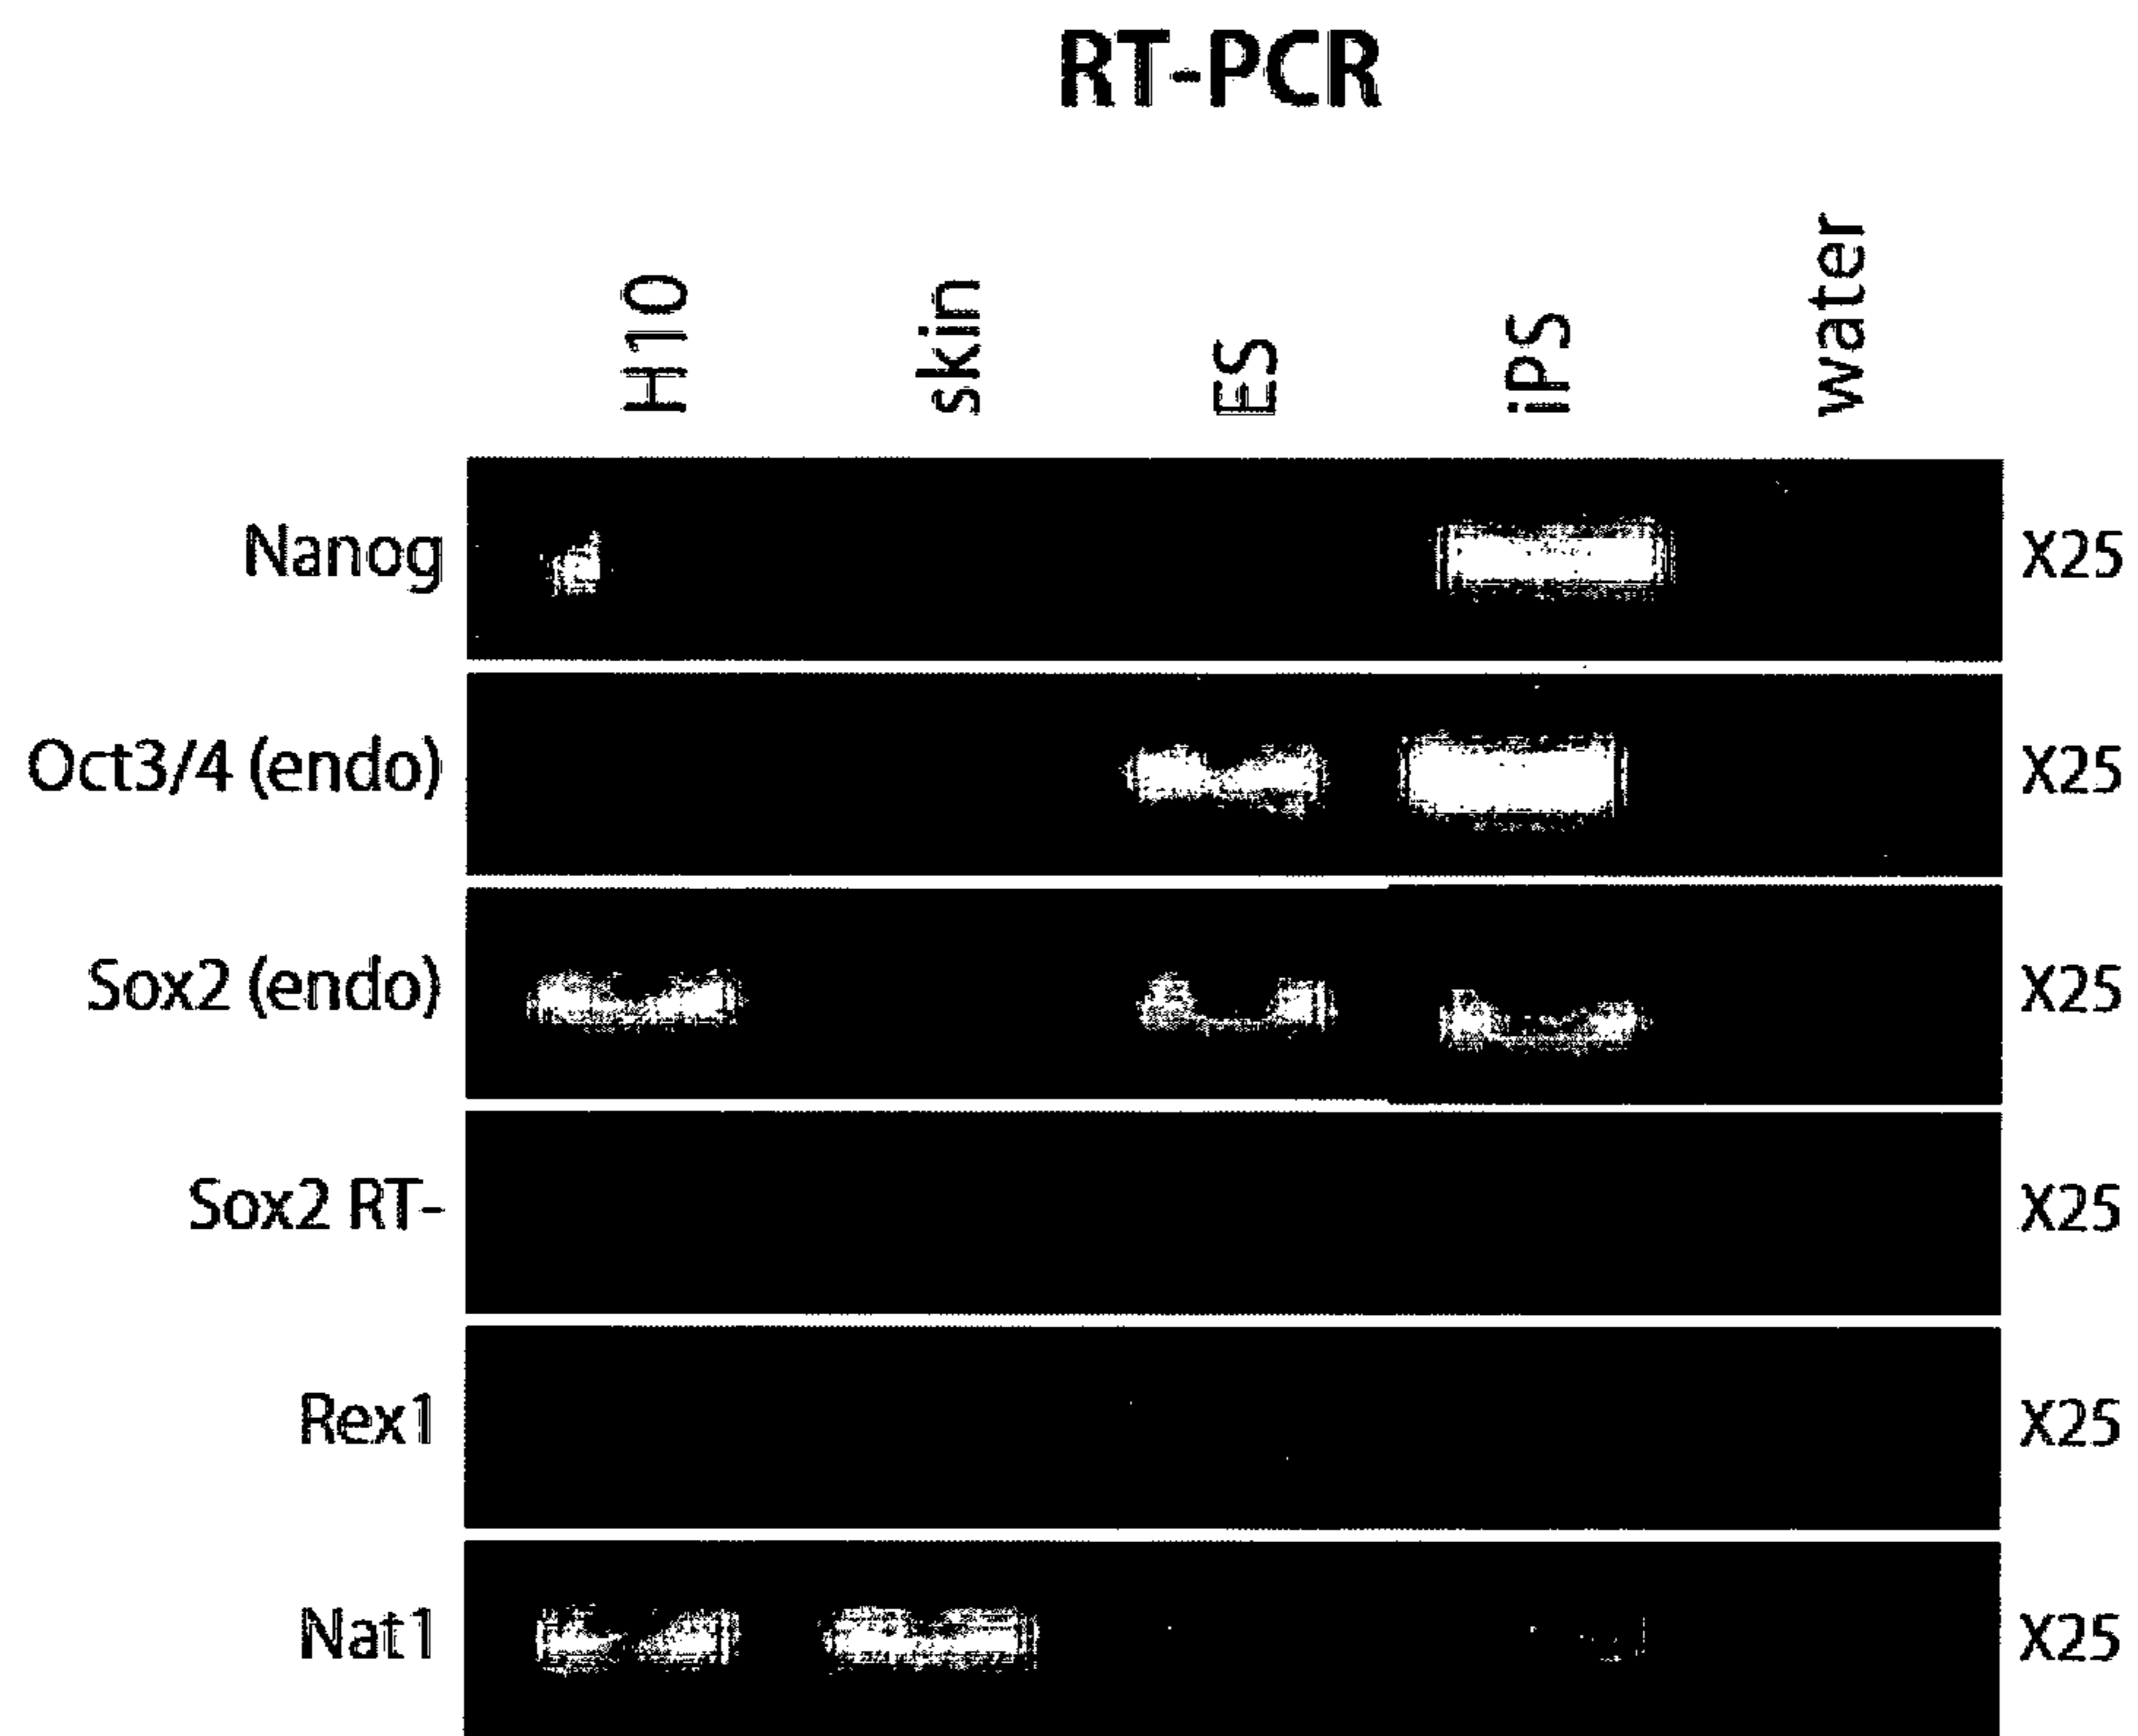 RT-PCR
H10 skin ES iPS water
Nanog X25
Oct3/4 (endo) X25
Sox2 (endo) X25
Sox2 RT- X25
Rex1 X25
Nat1 X25